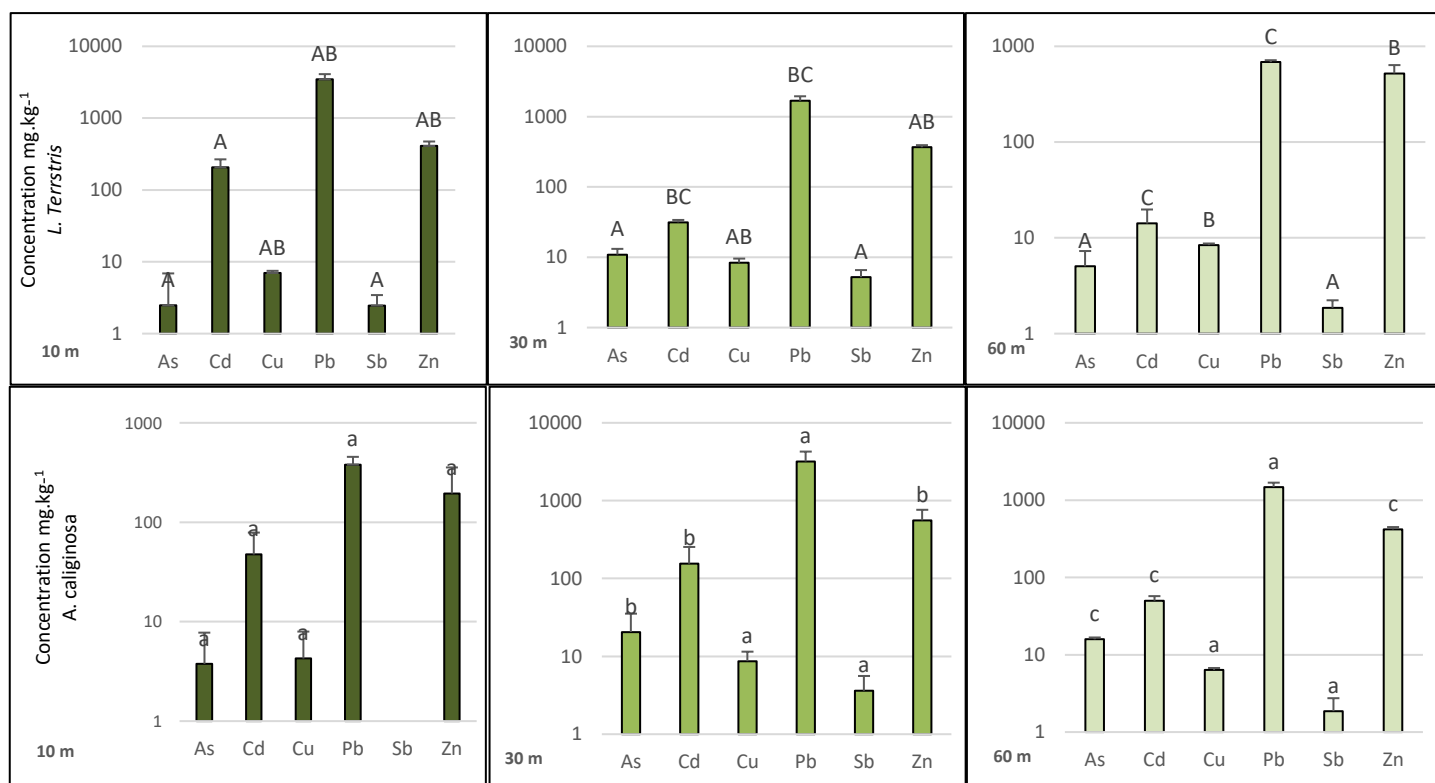 Concentration mg.kg-1
L. Terrstris
10000
1000
100
10
1
A
A
AB
AB
A
AB
As Cd Cu Pb Sb Zn
10 m
10000
1000
100
10
1
A
BC
AB
BC
A
AB
As Cd Cu Pb Sb Zn
30 m
1000
100
10
1
A
C
B
C
A
B
As Cd Cu Pb Sb Zn
60 m
Concentration mg.kg-1
A. caliginosa
1000
100
10
1
a
a
a
a
a
As Cd Cu Pb Sb Zn
10 m
10000
1000
100
10
1
b
b
a
a
a
b
As Cd Cu Pb Sb Zn
30 m
10000
1000
100
10
1
c
c
a
a
a
c
As Cd Cu Pb Sb Zn
60 m